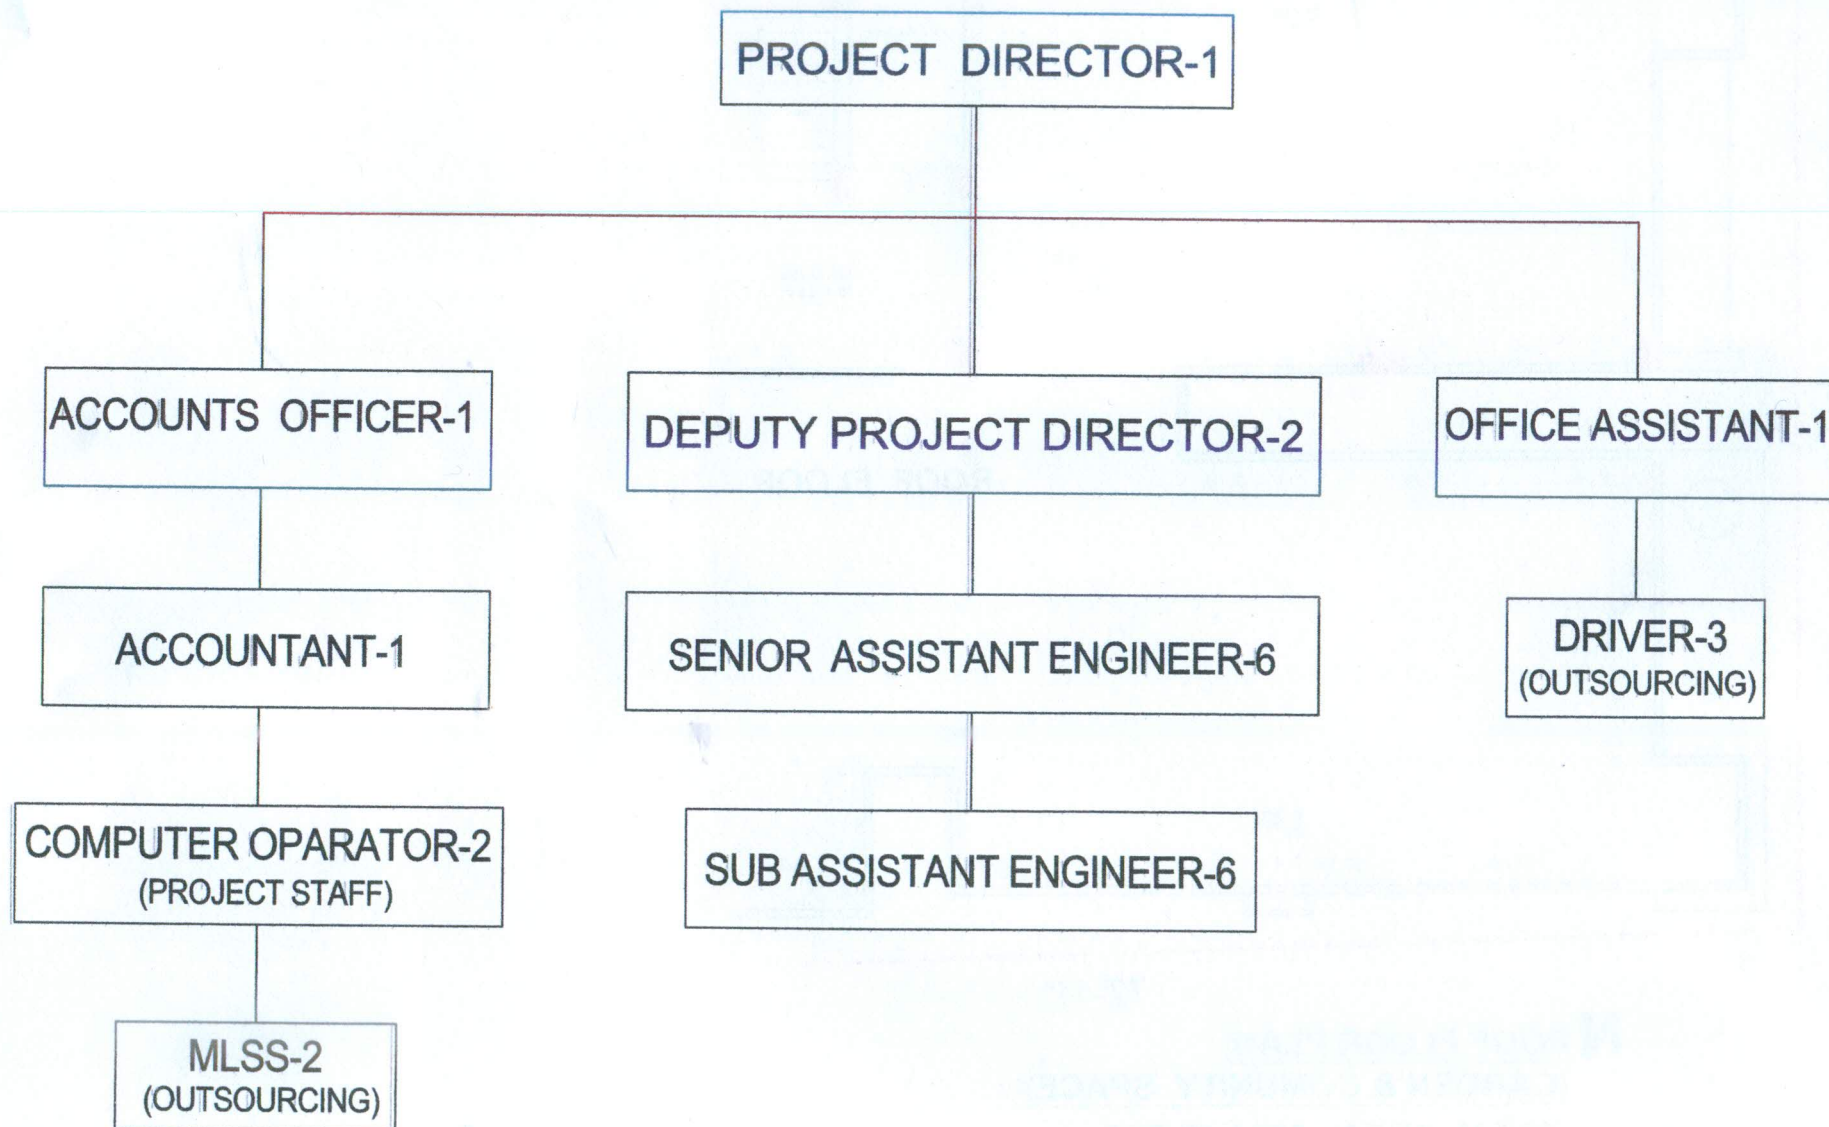 PROJECT DIRECTOR-1
ACCOUNTS OFFICER-1
DEPUTY PROJECT DIRECTOR-2
OFFICE ASSISTANT-1
ACCOUNTANT-1
SENIOR ASSISTANT ENGINEER-6
DRIVER-3
(OUTSOURCING)
COMPUTER OPARATOR-2
(PROJECT STAFF)
SUB ASSISTANT ENGINEER-6
MLSS-2
(OUTSOURCING)